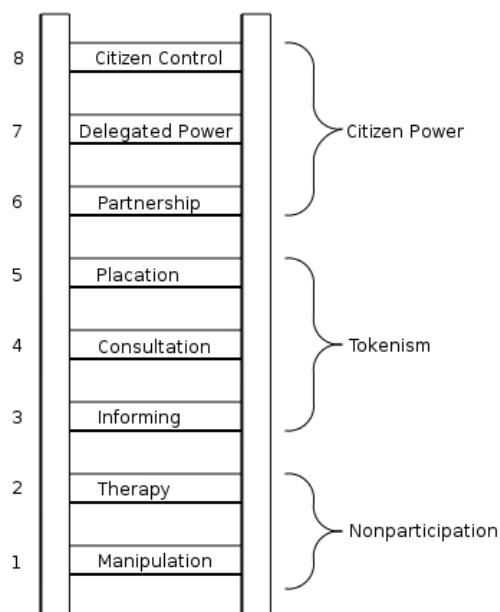 8 Citizen Control
7 Delegated Power
Citizen Power
6 Partnership
5 Placation
4 Consultation
Tokenism
3 Informing
2 Therapy
Nonparticipation
1 Manipulation